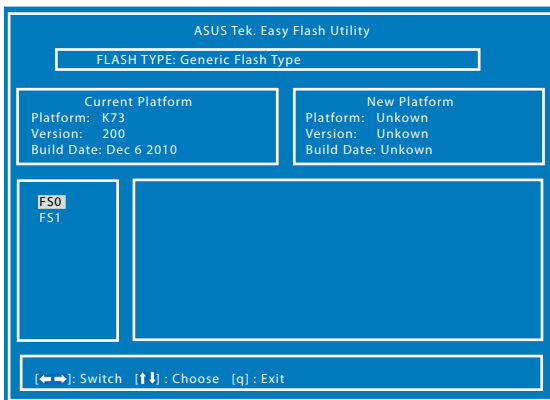 ASUS Tek. Easy Flash Utility
FLASH TYPE: Generic Flash Type
Current Platform
Platform: K73
Version: 200
Build Date: Dec 6 2010
New Platform
Platform: Unkown
Version: Unkown
Build Date: Unkown
FS0
FS1
[⬅➡]: Switch [⬆⬇] : Choose [q] : Exit